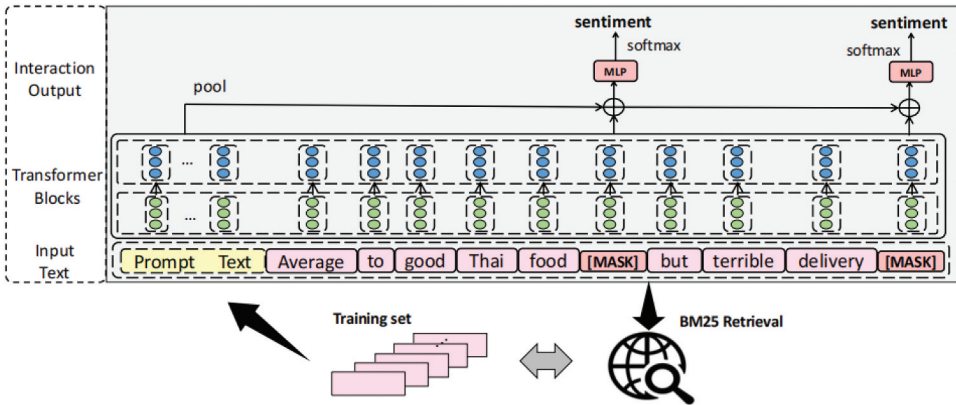 sentiment sentiment
softmax softmax
MLP MLP
Interaction
Output
pool
...
Transformer
Blocks
...
Input
Text
Prompt Text Average to good Thai food [MASK] but terrible delivery [MASK]
Training set
BM25 Retrieval